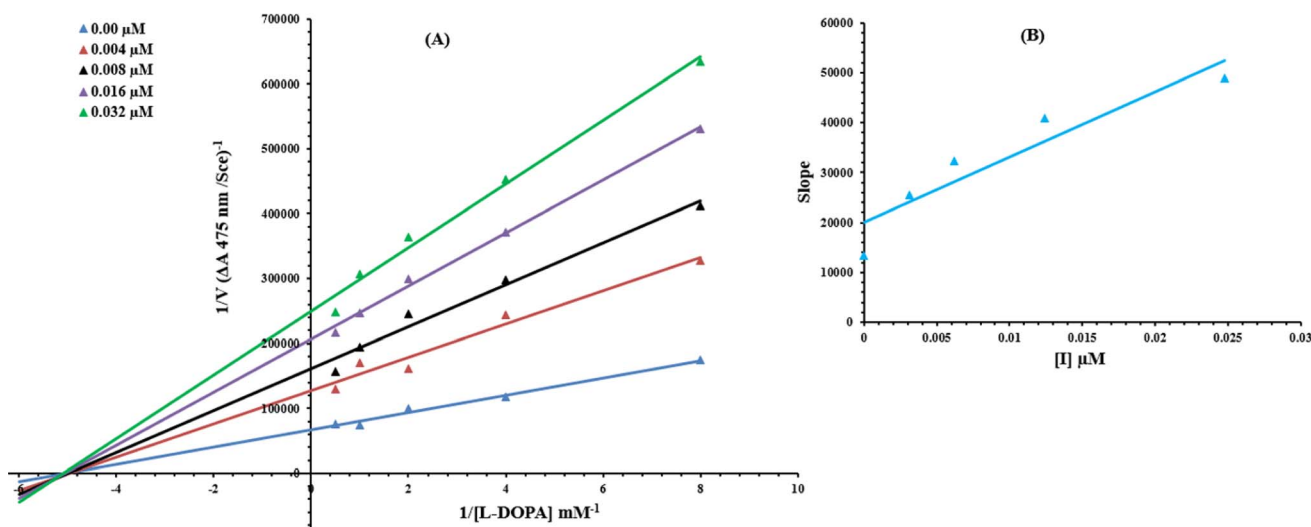 0.00 µM
0.004 µM
0.008 µM
0.016 µM
0.032 µM
(A)
1/V (ΔA 475 nm /Sce)-1
700000
600000
500000
400000
300000
200000
100000
0
-6 -4 -2 0 2 4 6 8 10
1/[L-DOPA] mM-1
(B)
Slope
60000
50000
40000
30000
20000
10000
0
0 0.005 0.01 0.015 0.02 0.025 0.03
[I] µM